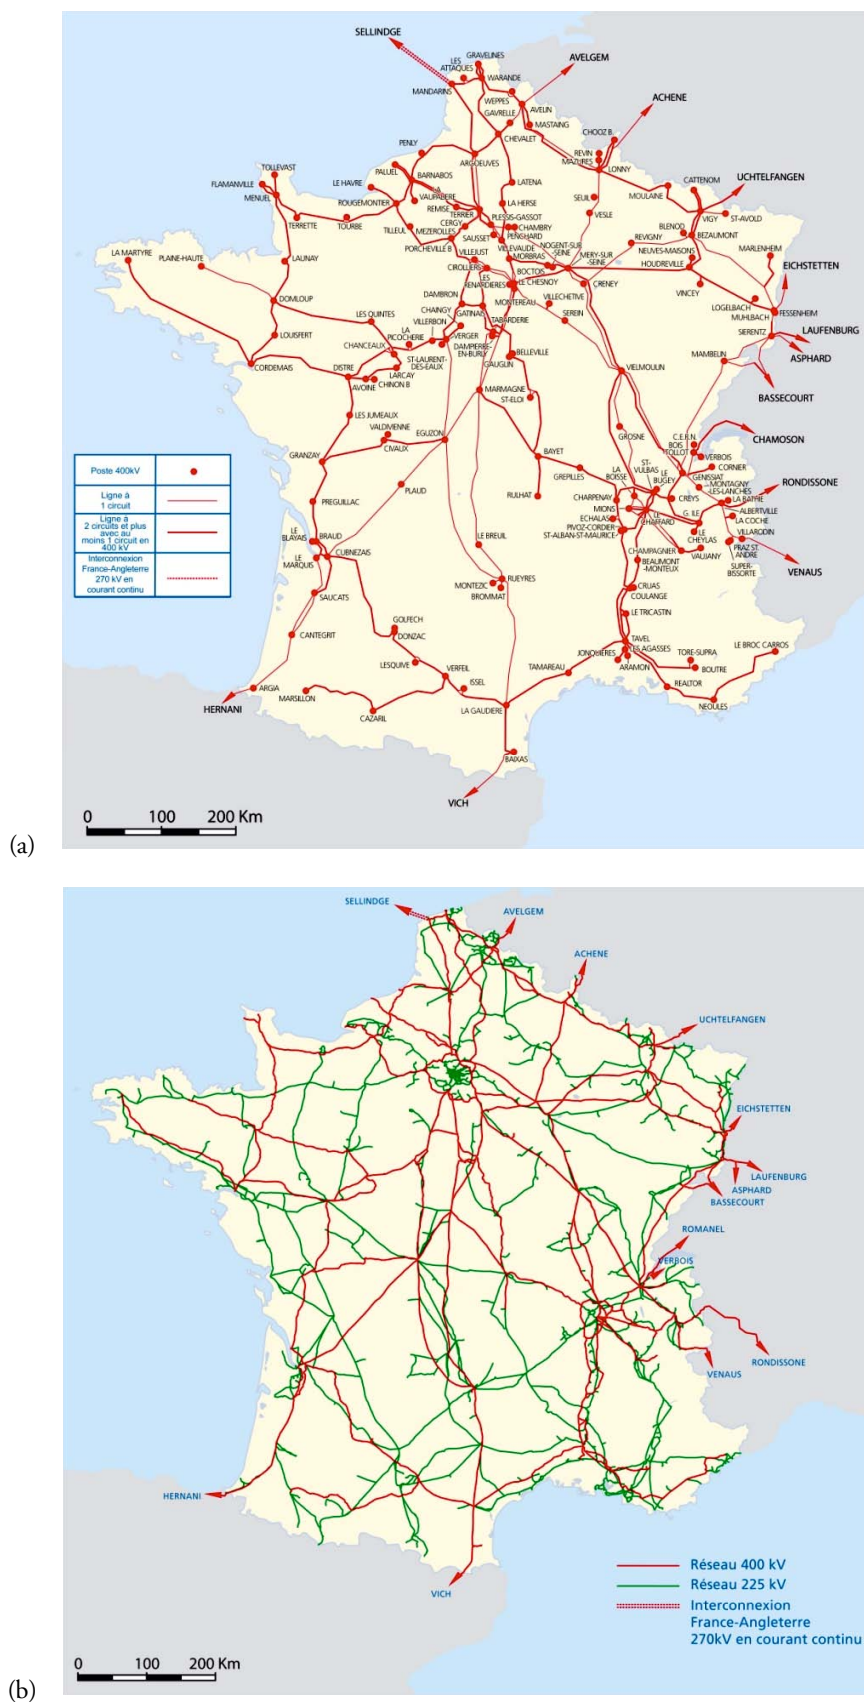 SELLINDGE
GRAVELINES
LES
ATTAQUES
WARANDE
AVELGEM
MANDARINS
WEPPES
AVELIN
GAVRELLE
MASTAING
ACHENE
CHOOZ B.
CHEVALET
PENLY
ARGOEUVES
REVIN
MAZURES
LONNY
TOLLEVAST
PALUEL
BARNABOS
LATENA
CATTENOM
UCHTELFANGEN
FLAMANVILLE
LE HAVRE
LA
VAUPALIERE
MOULAINE
MENUEL
ROUGEMONTIER
REMISE
LA HERSE
SEUIL
VIGY
ST-AVOLD
TERRIER
PLESSIS-GASSOT
VESLE
TERRETTE
TOURBE
CERGY
CHAMBRY
TILLEUL
MEZEROLLES
PENCHARD
REVIGNY
BLENOD
BEZAUMONT
SAUSSET
VILLEVAUDE
NOGENT-SUR
-SEINE
NEUVES-MAISONS
MARLENHEIM
PORCHEVILLE B
MORBRAS
MERY-SUR
-SEINE
HOUDREVILLE
LA MARTYRE
PLAINE-HAUTE
LAUNAY
VILLEJUST
BOCTOIS
EICHSTETTEN
CIROLLIERS
LES
RENARDIERES
LE CHESNOY
CRENEY
VINCEY
MONTEREAU
VILLECHETIVE
LOGELBACH
MUHLBACH
FESSENHEIM
DOMLOUP
DAMBRON
GATINAIS
SEREIN
CHAINGY
LAUFENBURG
LES QUINTES
VILLERBON
TABARDERIE
SIERENTZ
LOUISFERT
LA
PICOCHERIE
VERGER
ASPHARD
CHANCEAUX
DAMPIERRE-
EN-BURLY
BELLEVILLE
MAMBELIN
CORDEMAIS
DISTRE
ST-LAURENT-
DES-EAUX
GAUGLIN
VIELMOULIN
LARCAY
BASSECOURT
AVOINE
CHINON B
MARMAGNE
ST-ELOI
LES JUMEAUX
VALDIVIENNE
GROSNE
C.E.R.N.
BOIS
TOLLOT
CHAMOSON
EGUZON
VERBOIS
CIVAUX
CORNIER
GRANZAY
BAYET
ST-
VULBAS
GENISSIAT
GREPILLES
LA
BOISSE
LE
BUGEY
MONTAGNY
-LES-LANCHES
RONDISSONE
PLAUD
RULHAT
CHARPENAY
CREYS
LA BATHIE
PREGUILLAC
MIONS
G. ILE
ALBERTVILLE
ECHALAS
LE
CHAFFARD
LA COCHE
PIVOZ-CORDIER
LE
CHEYLAS
VILLARODIN
ST-ALBAN-ST-MAURICE
PRAZ ST.
ANDRE
LE
BLAYAIS
BRAUD
LE BREUIL
CHAMPAGNIER
VAUJANY
SUPER-
BISSORTE
LE
MARQUIS
CUBNEZAIS
BEAUMONT
-MONTEUX
VENAUS
MONTEZIC
RUEYRES
CRUAS
SAUCATS
BROMMAT
COULANGE
GOLFECH
LE TRICASTIN
CANTEGRIT
DONZAC
TAVEL
LE BROC CARROS
LESQUIVE
VERFEIL
JONQUIERES
LES AGASSES
TORE-SUPRA
ARGIA
ISSEL
TAMAREAU
ARAMON
BOUTRE
HERNANI
MARSILLON
REALTOR
CAZARIL
LA GAUDIERE
NEOULES
BAIXAS
VICH
Poste 400kV
Ligne à
1 circuit
Ligne à
2 circuits et plus
avec au
moins 1 circuit en
400 kV
Interconnexion
France-Angleterre
270 kV en
courant continu
0 100 200 Km
(a)
SELLINDGE
AVELGEM
ACHENE
UCHTELFANGEN
EICHSTETTEN
LAUFENBURG
ASPHARD
BASSECOURT
ROMANEL
VERBOIS
RONDISSONE
VENAUS
HERNANI
VICH
Réseau 400 kV
Réseau 225 kV
Interconnexion
France-Angleterre
270kV en courant continu
0 100 200 Km
(b)